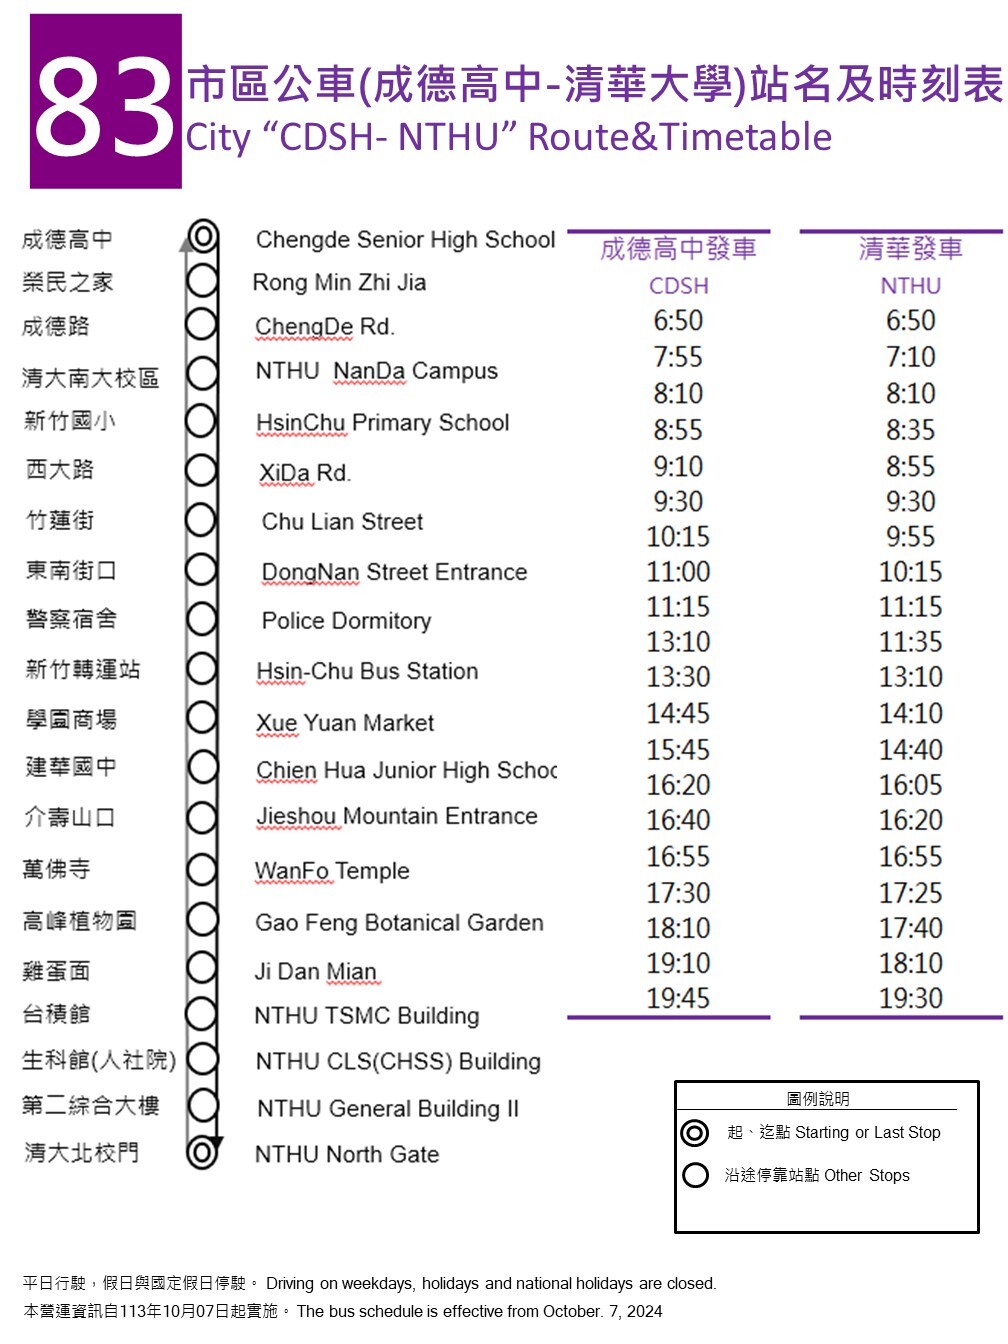 83
市區公車(成德高中-清華大學)站名及時刻表
City “CDSH- NTHU” Route&Timetable
成德高中 Chengde Senior High School
榮民之家 Rong Min Zhi Jia
成德路 ChengDe Rd.
清大南大校區 NTHU NanDa Campus
新竹國小 HsinChu Primary School
西大路 XiDa Rd.
竹蓮街 Chu Lian Street
東南街口 DongNan Street Entrance
警察宿舍 Police Dormitory
新竹轉運站 Hsin-Chu Bus Station
學園商場 Xue Yuan Market
建華國中 Chien Hua Junior High Schoo
介壽山口 Jieshou Mountain Entrance
萬佛寺 WanFo Temple
高峰植物園 Gao Feng Botanical Garden
雞蛋面 Ji Dan Mian
台積館 NTHU TSMC Building
生科館(人社院) NTHU CLS(CHSS) Building
第二綜合大樓 NTHU General Building II
清大北校門 NTHU North Gate
成德高中發車 清華發車
CDSH NTHU
6:50 6:50
7:55 7:10
8:10 8:10
8:55 8:35
9:10 8:55
9:30 9:30
10:15 9:55
11:00 10:15
11:15 11:15
13:10 11:35
13:30 13:10
14:45 14:10
15:45 14:40
16:20 16:05
16:40 16:20
16:55 16:55
17:30 17:25
18:10 17:40
19:10 18:10
19:45 19:30
圖例說明
起、迄點 Starting or Last Stop
沿途停靠站點 Other Stops
平日行駛，假日與國定假日停駛。 Driving on weekdays, holidays and national holidays are closed.
本營運資訊自113年10月07日起實施。 The bus schedule is effective from October. 7, 2024